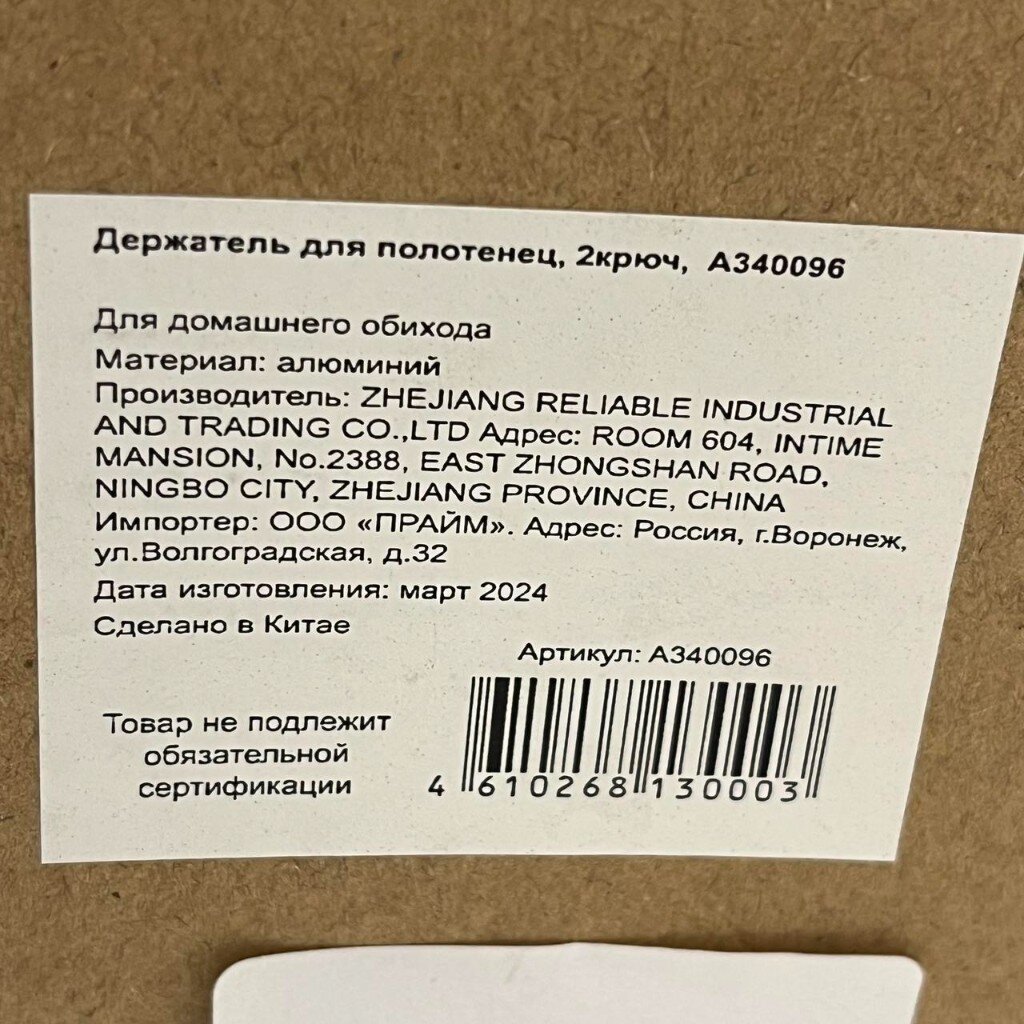 Держатель для полотенец, 2крюч, А340096
Для домашнего обихода
Материал: алюминий
Производитель: ZHEJIANG RELIABLE INDUSTRIAL
AND TRADING CO.,LTD Адрес: ROOM 604, INTIME
MANSION, No.2388, EAST ZHONGSHAN ROAD,
NINGBO CITY, ZHEJIANG PROVINCE, CHINA
Импортер: ООО «ПРАЙМ». Адрес: Россия, г.Воронеж,
ул.Волгоградская, д.32
Дата изготовления: март 2024
Сделано в Китае
Артикул: А340096
Товар не подлежит
обязательной
сертификации
4 610268 130003